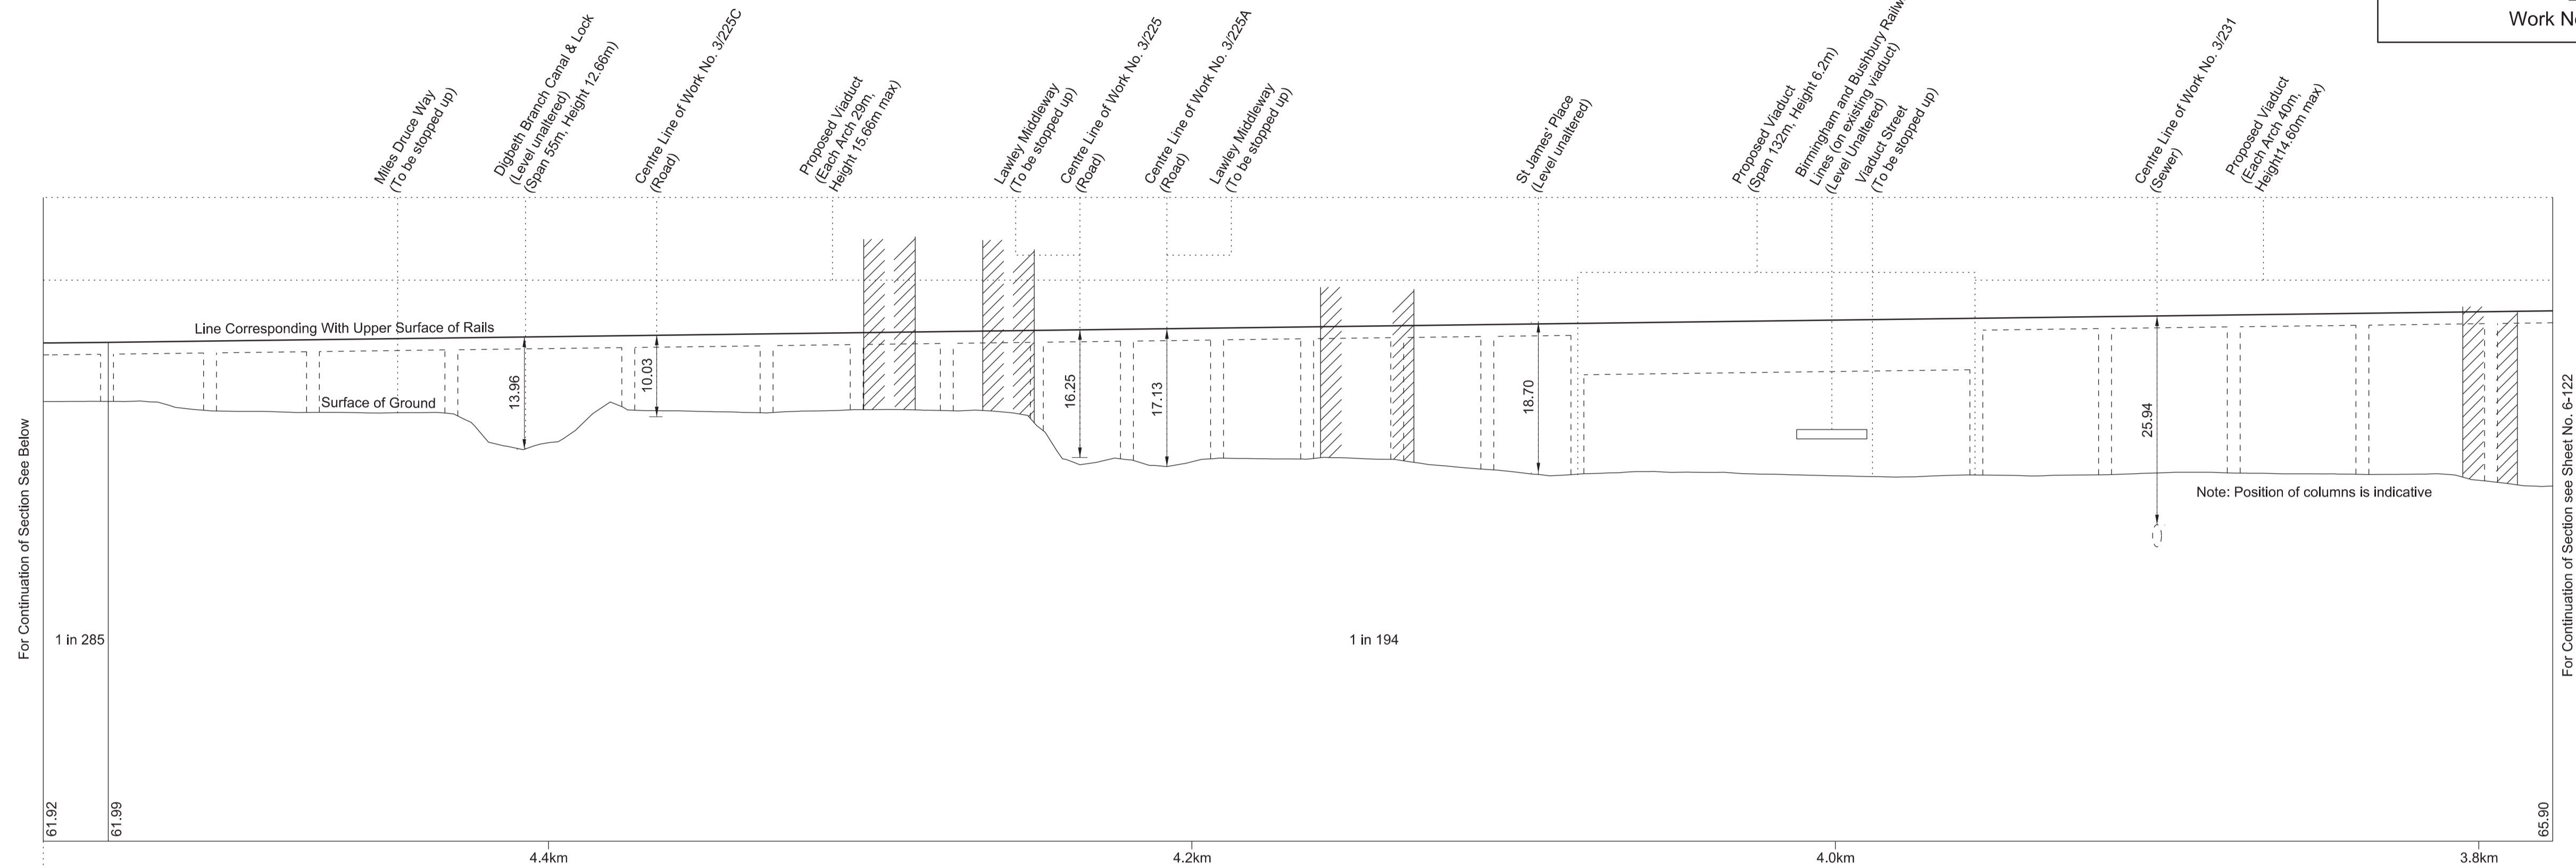 Work No
Miles Druce Way
(To be stopped up)
Digbeth Branch Canal & Lock
(Level unaltered)
(Span 55m, Height 12.66m)
Centre Line of Work No. 3/225C
(Road)
Proposed Viaduct
(Each Arch 29m,
Height 15.66m max)
Lawley Middleway
(To be stopped up)
Centre Line of Work No. 3/225
(Road)
Centre Line of Work No. 3/225A
(Road)
Lawley Middleway
(To be stopped up)
St James' Place
(Level unaltered)
Proposed Viaduct
(Span 132m, Height 6.2m)
Birmingham and Bushbury
Lines (on existing viaduct)
(Level Unaltered)
Viaduct Street
(To be stopped up)
Centre Line of Work No. 3/231
(Sewer)
Proposed Viaduct
(Each Arch 40m,
Height14.60m max)
Line Corresponding With Upper Surface of Rails
Surface of Ground
13.96
10.03
16.25
17.13
18.70
25.94
Note: Position of columns is indicative
For Continuation of Section See Below
For Continuation of Section see Sheet No. 6-122
1 in 285
1 in 194
61.92
61.99
65.90
4.4km
4.2km
4.0km
3.8km